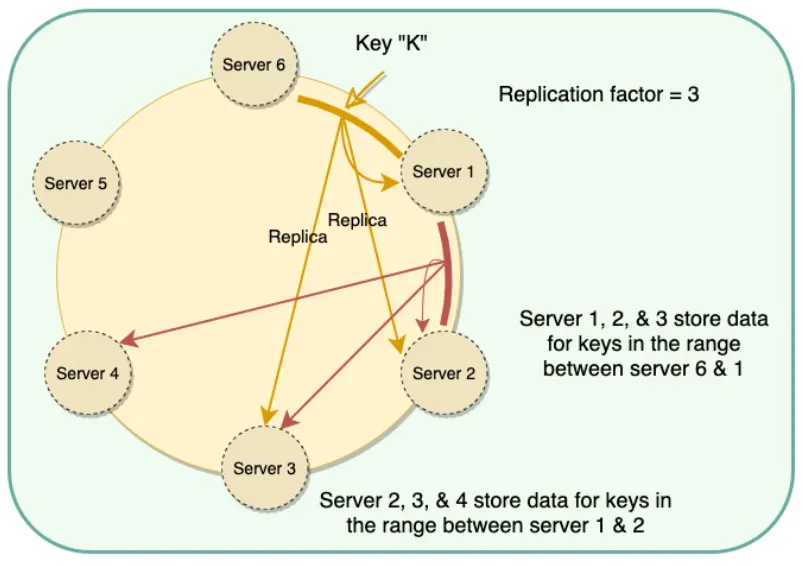 Key "K"
Server 6
Replication factor = 3
Server 1
Server 5
Replica
Replica
Server 1, 2, & 3 store data
for keys in the range
between server 6 & 1
Server 4
Server 2
Server 3
Server 2, 3, & 4 store data for keys in
the range between server 1 & 2